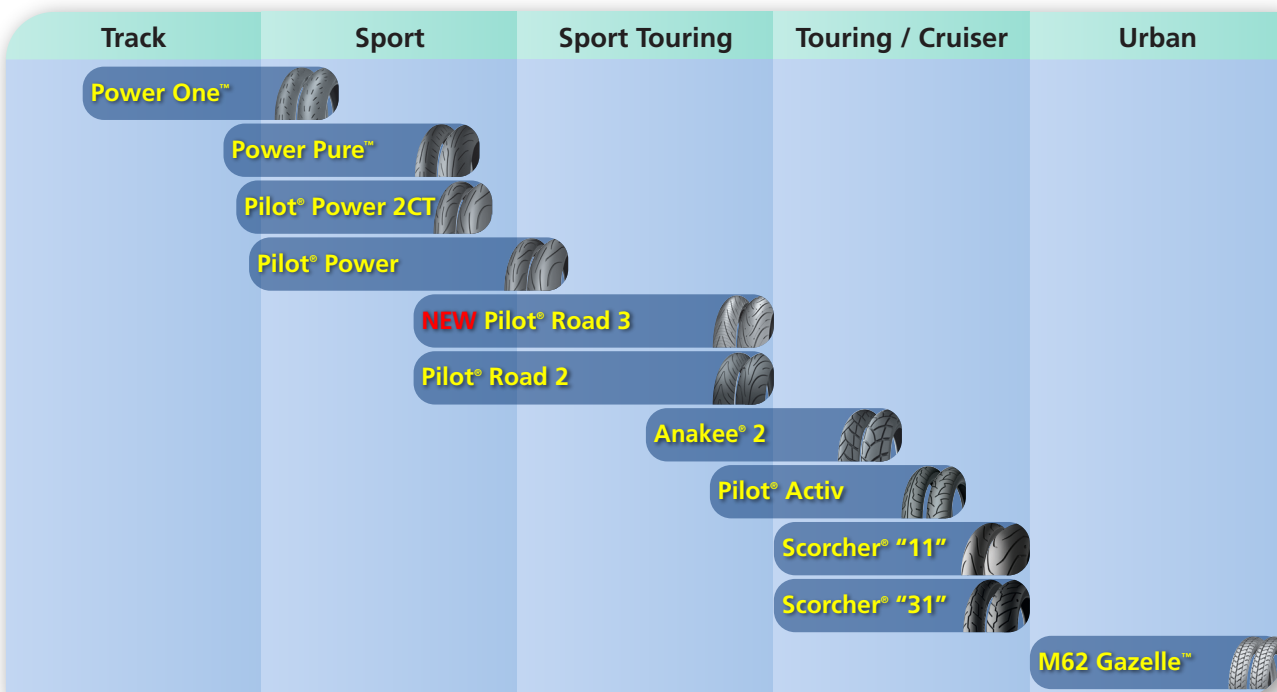 Track Sport Sport Touring Touring / Cruiser Urban
Power One™
Power Pure™
Pilot® Power 2CT
Pilot® Power
NEW Pilot® Road 3
Pilot® Road 2
Anakee® 2
Pilot® Activ
Scorcher® “11”
Scorcher® “31”
M62 Gazelle™